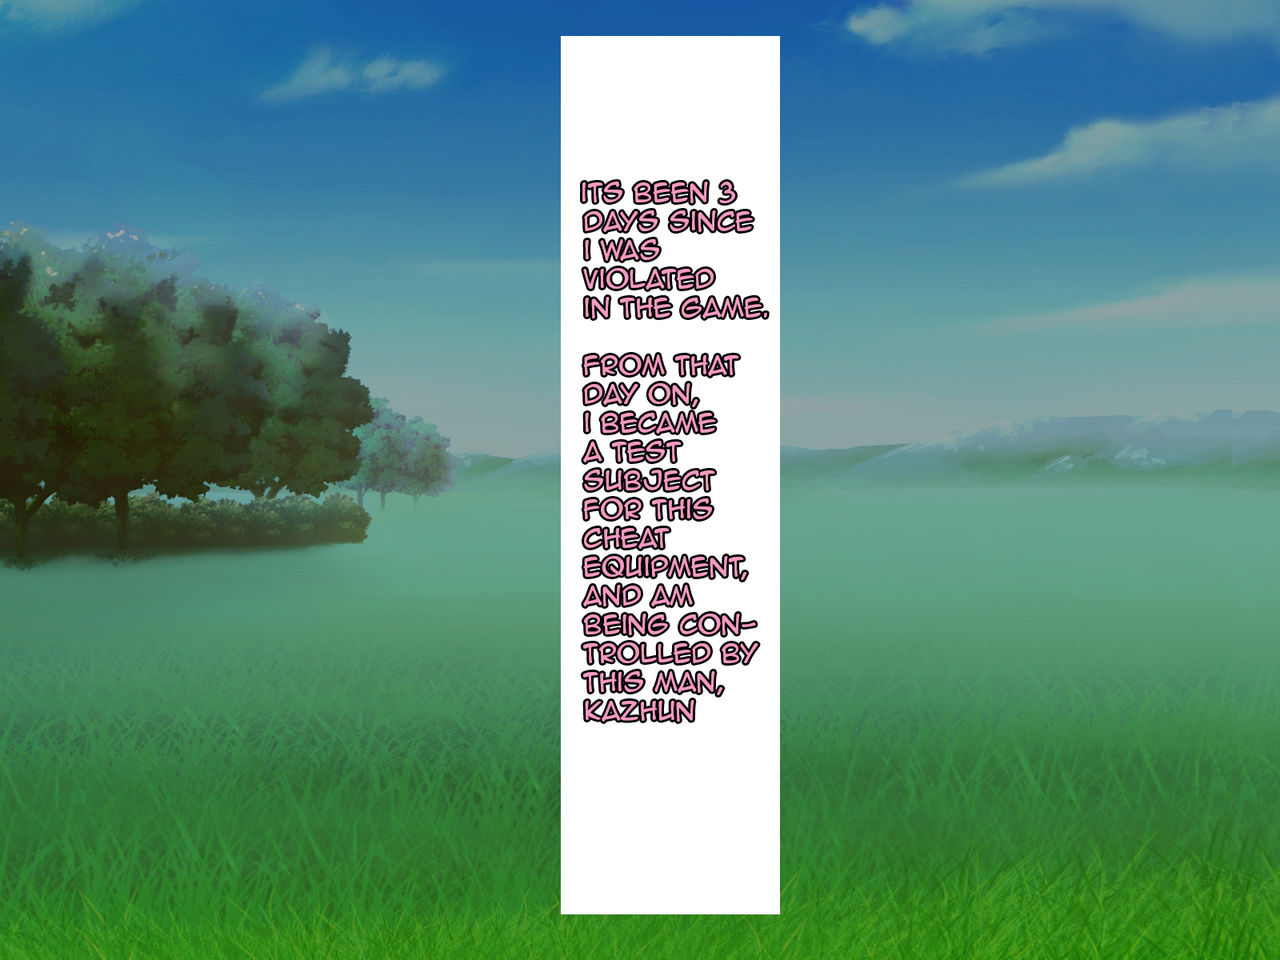 ITS BEEN 3
DAYS SINCE
I WAS
VIOLATED
IN THE GAME.
FROM THAT
DAY ON,
I BECAME
A TEST
SUBJECT
FOR THIS
CHEAT
EQUIPMENT,
AND AM
BEING CON-
TROLLED BY
THIS MAN,
KAZHUN